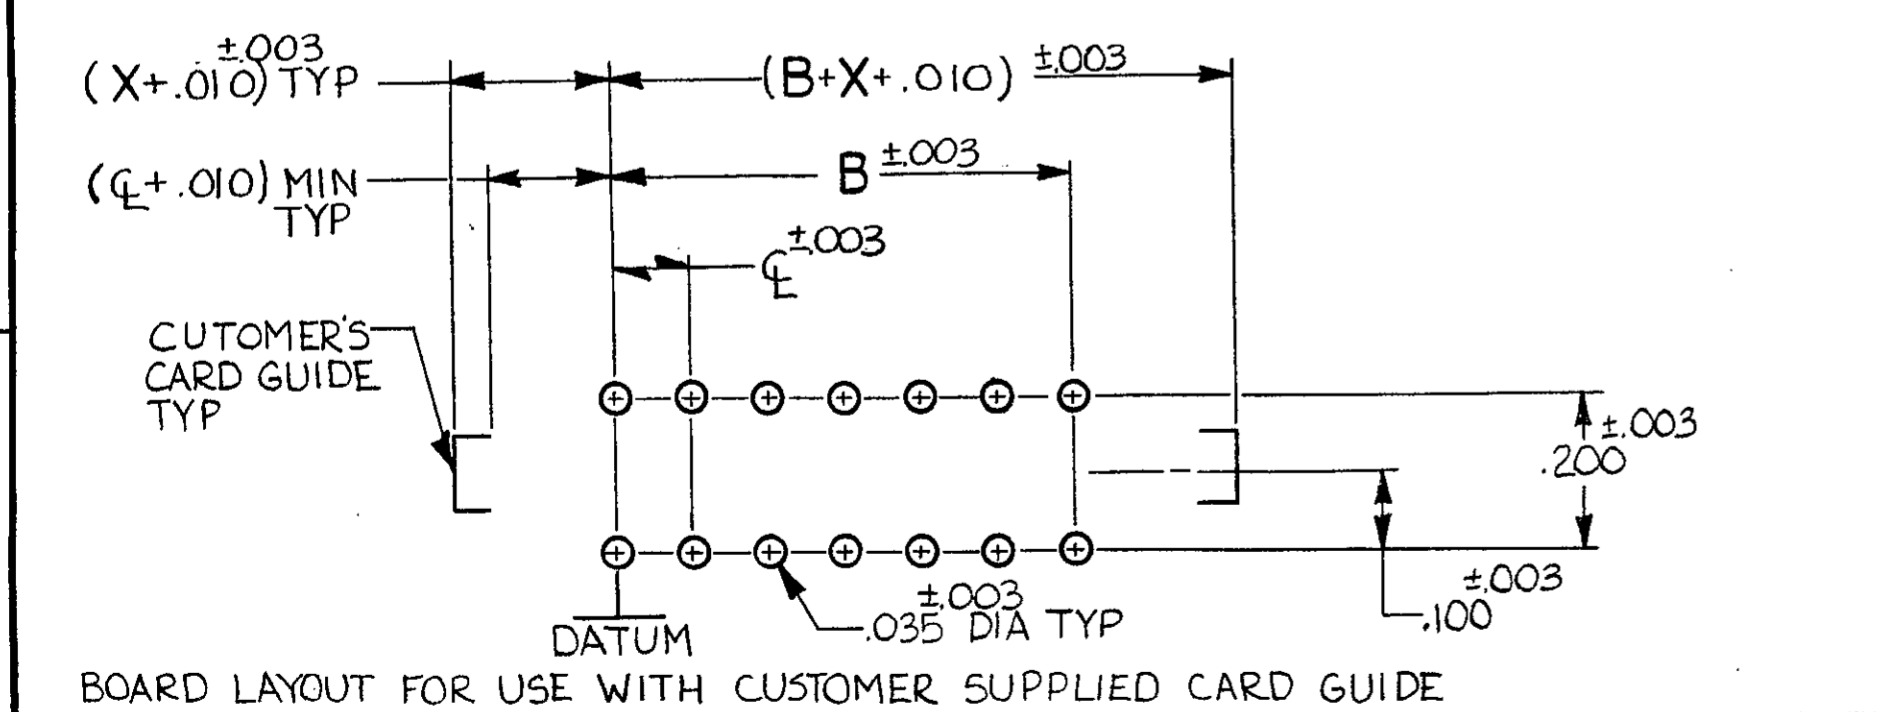 ±.003
(X+.010) TYP
(B+X+.010) ±.003
(℄+.010) MIN
TYP
B ±.003
℄ ±.003
CUTOMER'S
CARD GUIDE
TYP
±.003
.200
±.003
.100
±.003
.035 DIA TYP
DATUM
BOARD LAYOUT FOR USE WITH CUSTOMER SUPPLIED CARD GUIDE